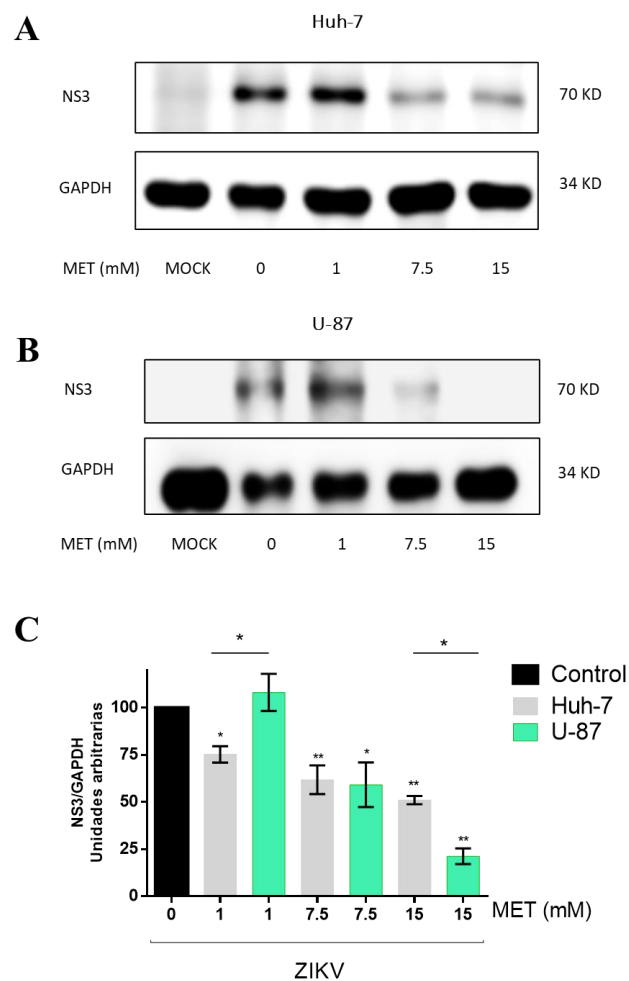 A
Huh-7
NS3
70 KD
GAPDH
34 KD
MET (mM) MOCK 0 1 7.5 15
U-87
B
NS3
70 KD
GAPDH
34 KD
MET (mM) MOCK 0 1 7.5 15
C
* *
Control
Huh-7
U-87
NS3/GAPDH
Unidades arbitrarias
100
75
50
25
0
* ** * ** **
0 1 1 7.5 7.5 15 15 MET (mM)
ZIKV